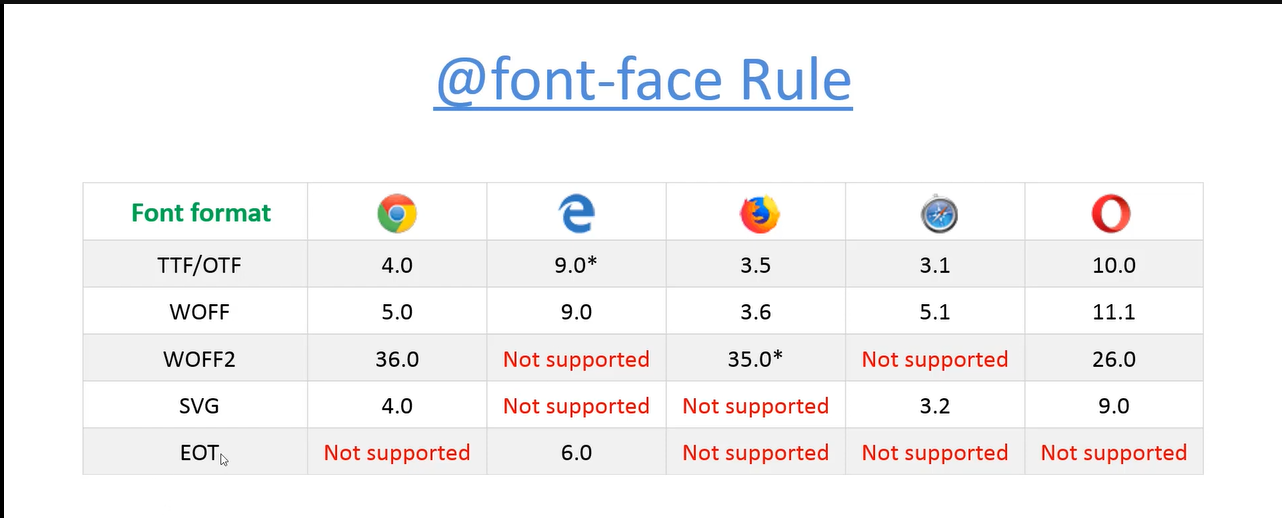 @font-face Rule
Font format
TTF/OTF 4.0 9.0* 3.5 3.1 10.0
WOFF 5.0 9.0 3.6 5.1 11.1
WOFF2 36.0 Not supported 35.0* Not supported 26.0
SVG 4.0 Not supported Not supported 3.2 9.0
EOT Not supported 6.0 Not supported Not supported Not supported